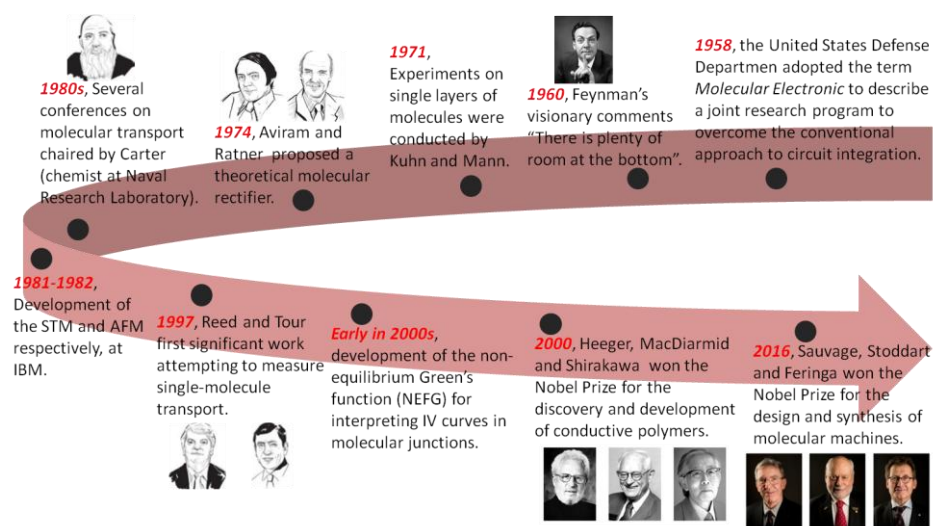 1980s, Several
conferences on
molecular transport
chaired by Carter
(chemist at Naval
Research Laboratory).
1974, Aviram and
Ratner proposed a
theoretical molecular
rectifier.
1971,
Experiments on
single layers of
molecules were
conducted by
Kuhn and Mann.
1960, Feynman's
visionary comments
“There is plenty of
room at the bottom”.
1958, the United States Defense
Departmen adopted the term
Molecular Electronic to describe
a joint research program to
overcome the conventional
approach to circuit integration.
1981-1982,
Development of
the STM and AFM
respectively, at
IBM.
1997, Reed and Tour
first significant work
attempting to measure
single-molecule
transport.
Early in 2000s,
development of the non-
equilibrium Green's
function (NEFG) for
interpreting IV curves in
molecular junctions.
2000, Heeger, MacDiarmid
and Shirakawa won the
Nobel Prize for the
discovery and development
of conductive polymers.
2016, Sauvage, Stoddart
and Feringa won the
Nobel Prize for the
design and synthesis of
molecular machines.